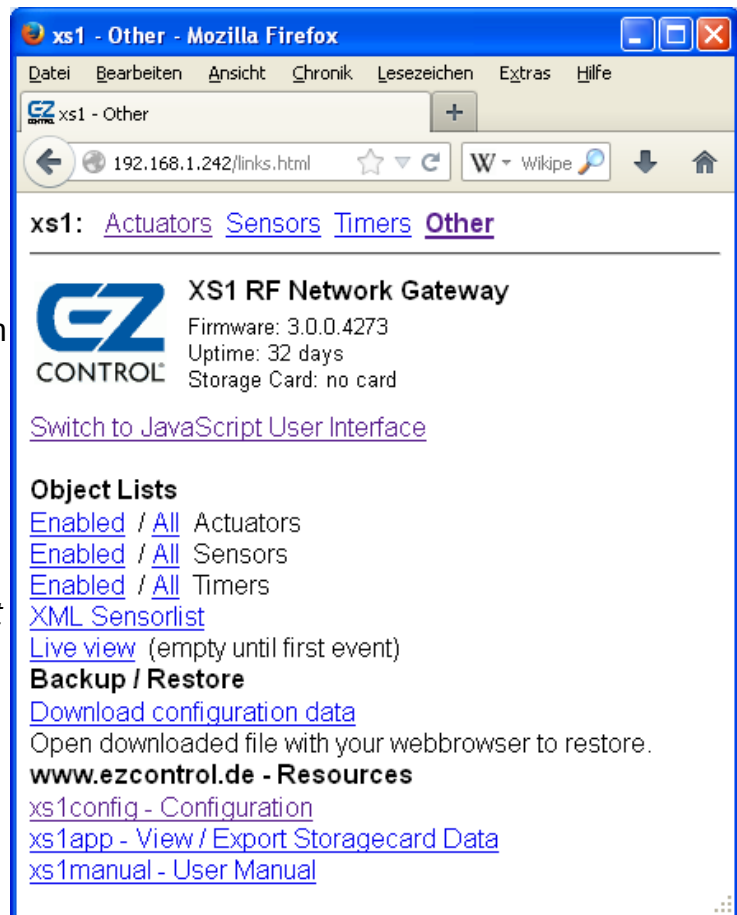 xs1 - Other - Mozilla Firefox
Datei Bearbeiten Ansicht Chronik Lesezeichen Extras Hilfe
EZ CONTROL xs1 - Other +
192.168.1.242/links.html W Wikipe
xs1: Actuators Sensors Timers Other
EZ CONTROL
XS1 RF Network Gateway
Firmware: 3.0.0.4273
Uptime: 32 days
Storage Card: no card
Switch to JavaScript User Interface
Object Lists
Enabled / All Actuators
Enabled / All Sensors
Enabled / All Timers
XML Sensorlist
Live view (empty until first event)
Backup / Restore
Download configuration data
Open downloaded file with your webbrowser to restore.
www.ezcontrol.de - Resources
xs1config - Configuration
xs1app - View / Export Storagecard Data
xs1manual - User Manual